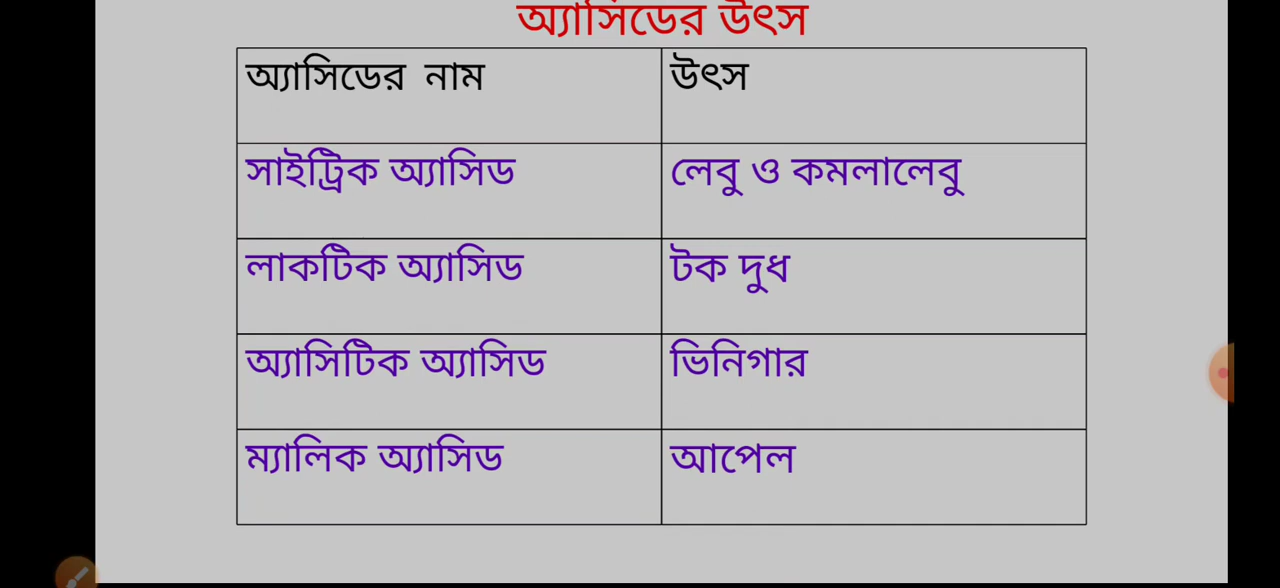 অ্যাসিডের উৎস
অ্যাসিডের নাম উৎস
সাইট্রিক অ্যাসিড লেবু ও কমলালেবু
লাকটিক অ্যাসিড টক দুধ
অ্যাসিটিক অ্যাসিড ভিনিগার
ম্যালিক অ্যাসিড আপেল